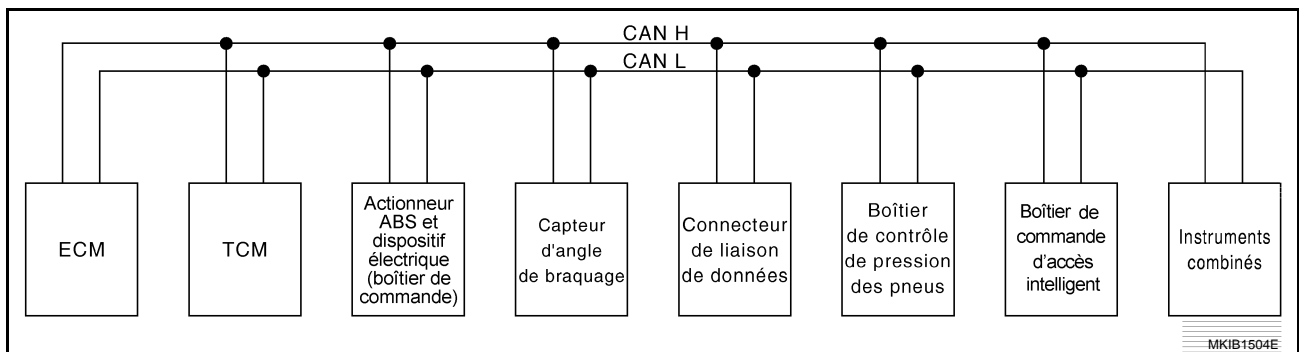 CAN H
CAN L
ECM
TCM
Actionneur
ABS et
dispositif
électrique
(boîtier de
commande)
Capteur
d'angle
de braquage
Connecteur
de liaison
de données
Boîtier
de contrôle
de pression
des pneus
Boîtier de
commande
d'accès
intelligent
Instruments
combinés
MKIB1504E